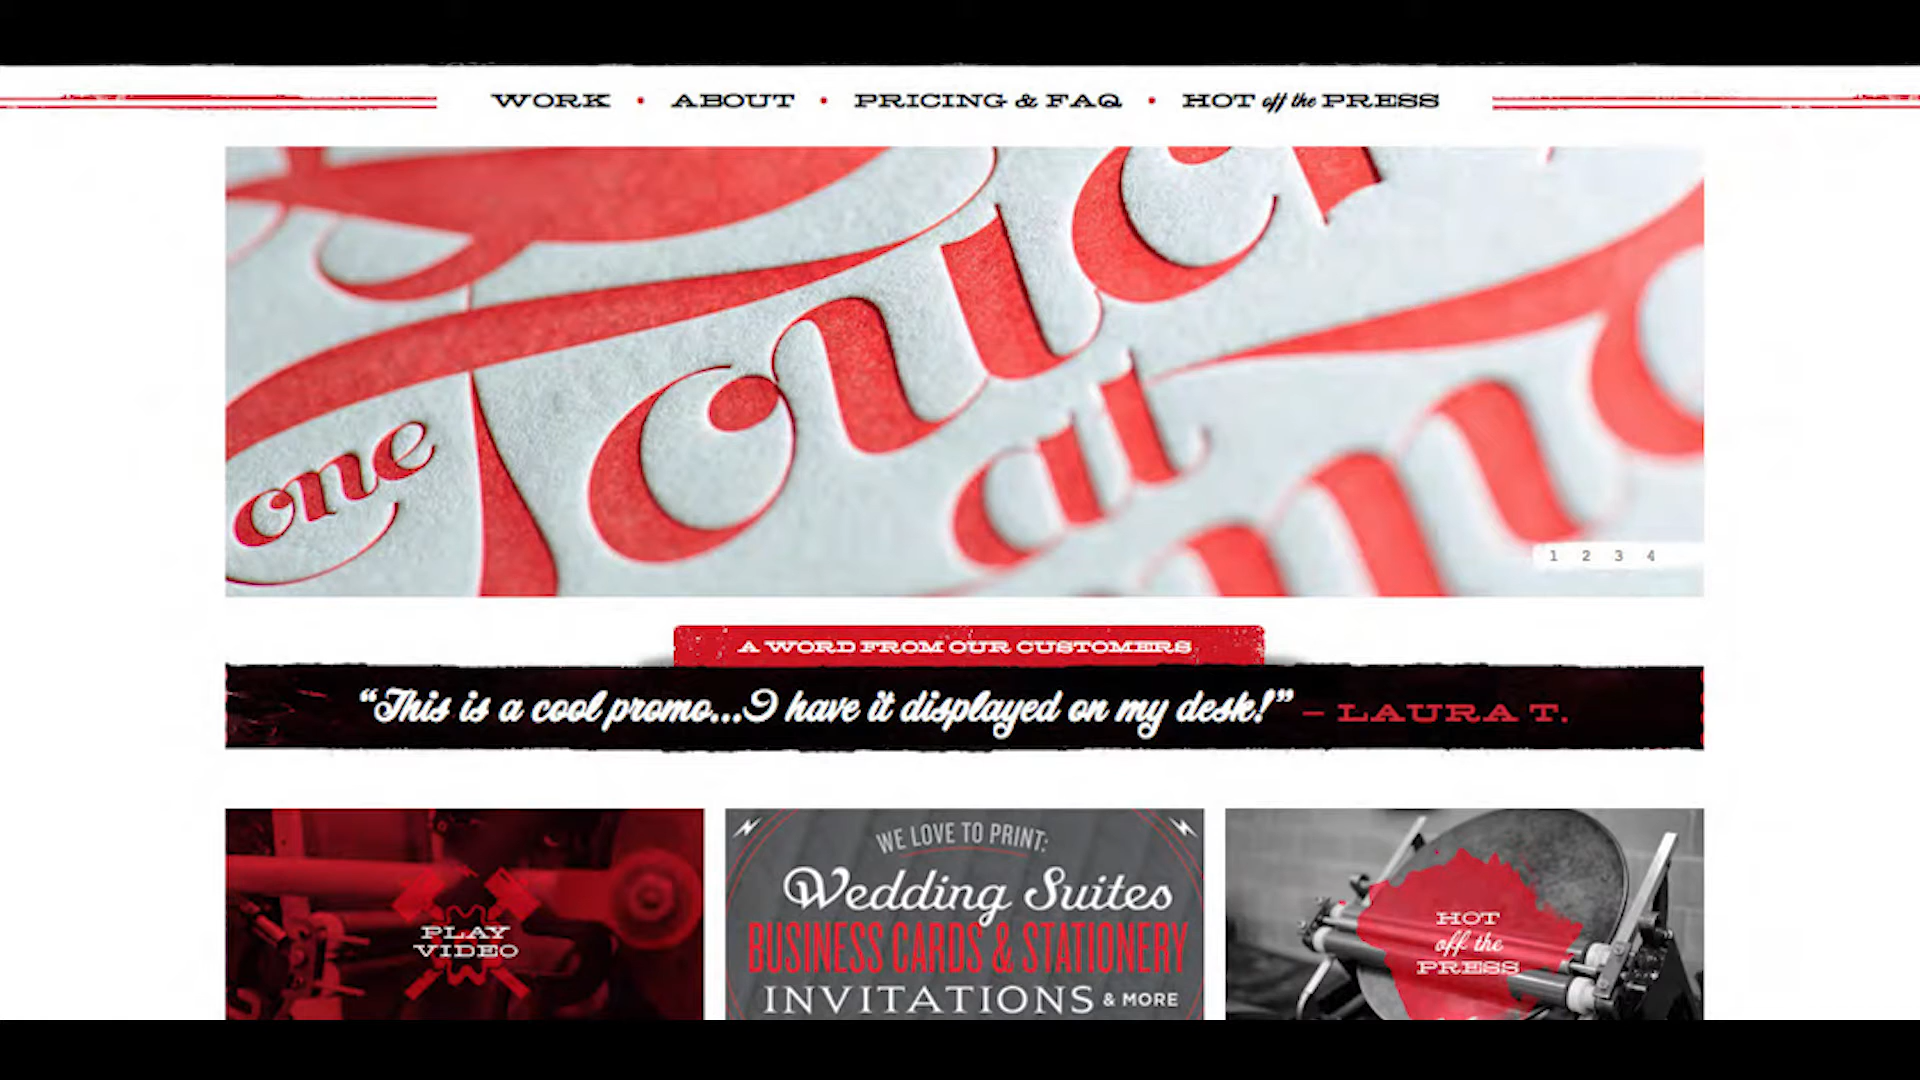 WORK • ABOUT • PRICING & FAQ • HOT off the PRESS
one
Touch
at
1 2 3 4
A WORD FROM OUR CUSTOMERS
“This is a cool promo...I have it displayed on my desk!” – LAURA T.
PLAY
VIDEO
WE LOVE TO PRINT:
Wedding Suites
BUSINESS CARDS & STATIONERY
INVITATIONS & MORE
HOT
off the
PRESS